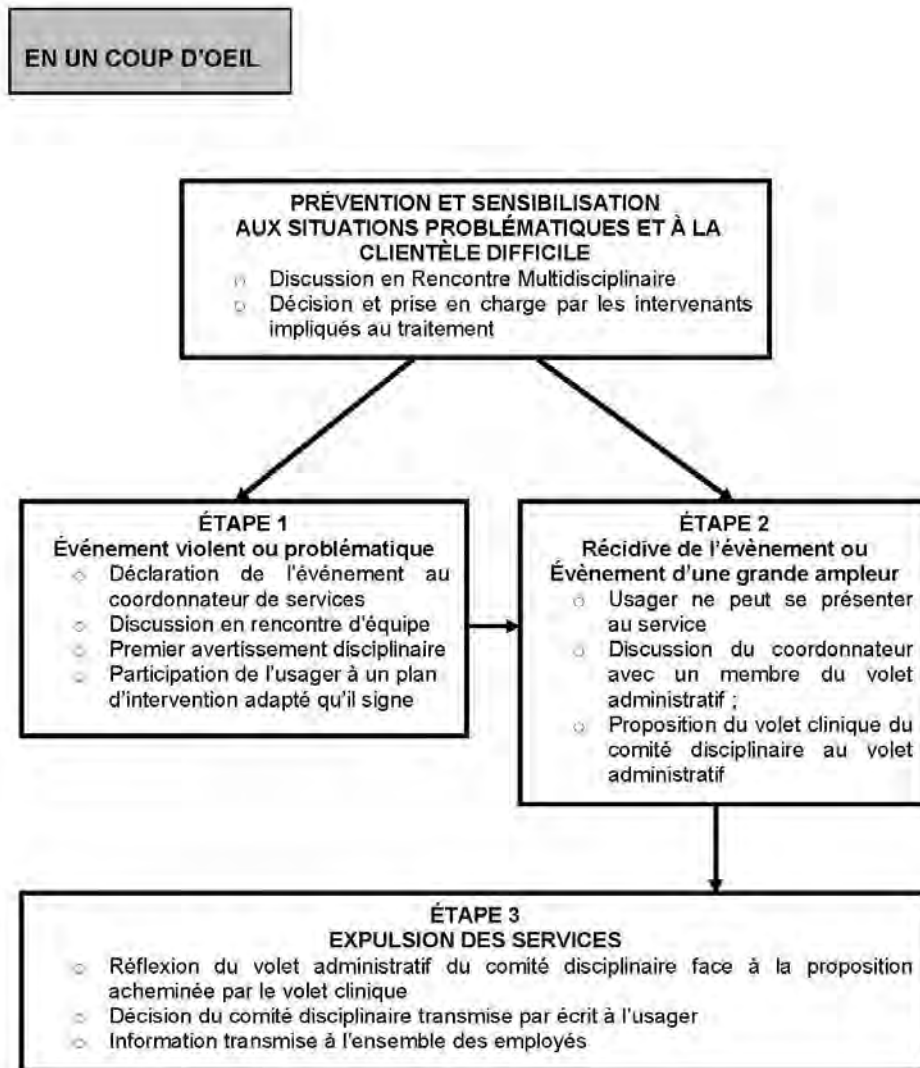 EN UN COUP D'OEIL
PRÉVENTION ET SENSIBILISATION
AUX SITUATIONS PROBLÉMATIQUES ET À LA
CLIENTÈLE DIFFICILE
○ Discussion en Rencontre Multidisciplinaire
○ Décision et prise en charge par les intervenants
impliqués au traitement
ÉTAPE 1
Événement violent ou problématique
○ Déclaration de l'événement au
coordonnateur de services
○ Discussion en rencontre d'équipe
○ Premier avertissement disciplinaire
○ Participation de l'usager à un plan
d'intervention adapté qu'il signe
ÉTAPE 2
Récidive de l'évènement ou
Évènement d'une grande ampleur
○ Usager ne peut se présenter
au service
○ Discussion du coordonnateur
avec un membre du volet
administratif ;
○ Proposition du volet clinique du
comité disciplinaire au volet
administratif
ÉTAPE 3
EXPULSION DES SERVICES
○ Réflexion du volet administratif du comité disciplinaire face à la proposition
acheminée par le volet clinique
○ Décision du comité disciplinaire transmise par écrit à l'usager
○ Information transmise à l'ensemble des employés